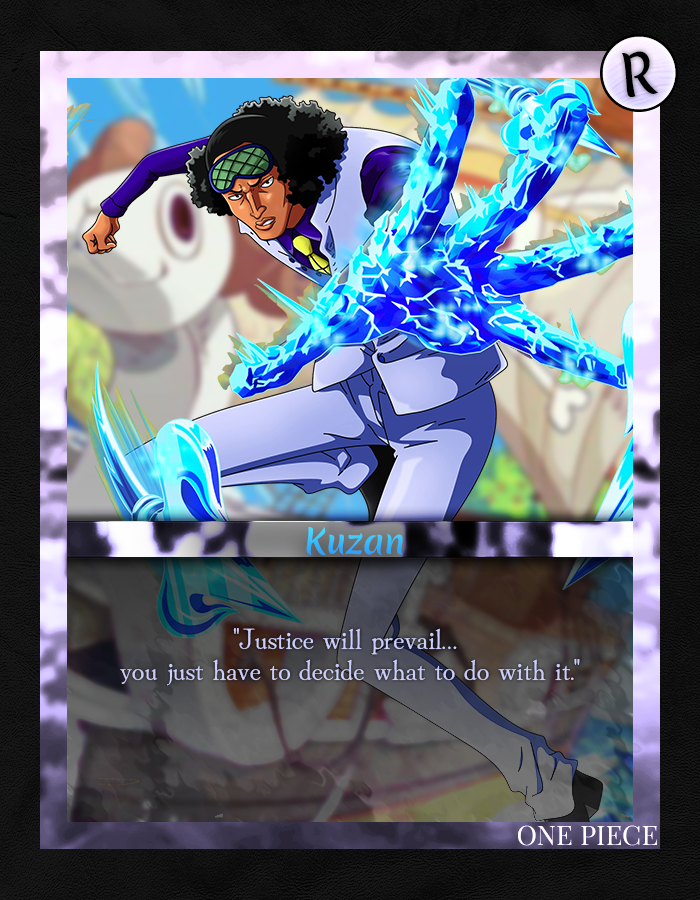 R
Kuzan
"Justice will prevail...
you just have to decide what to do with it."
ONE PIECE